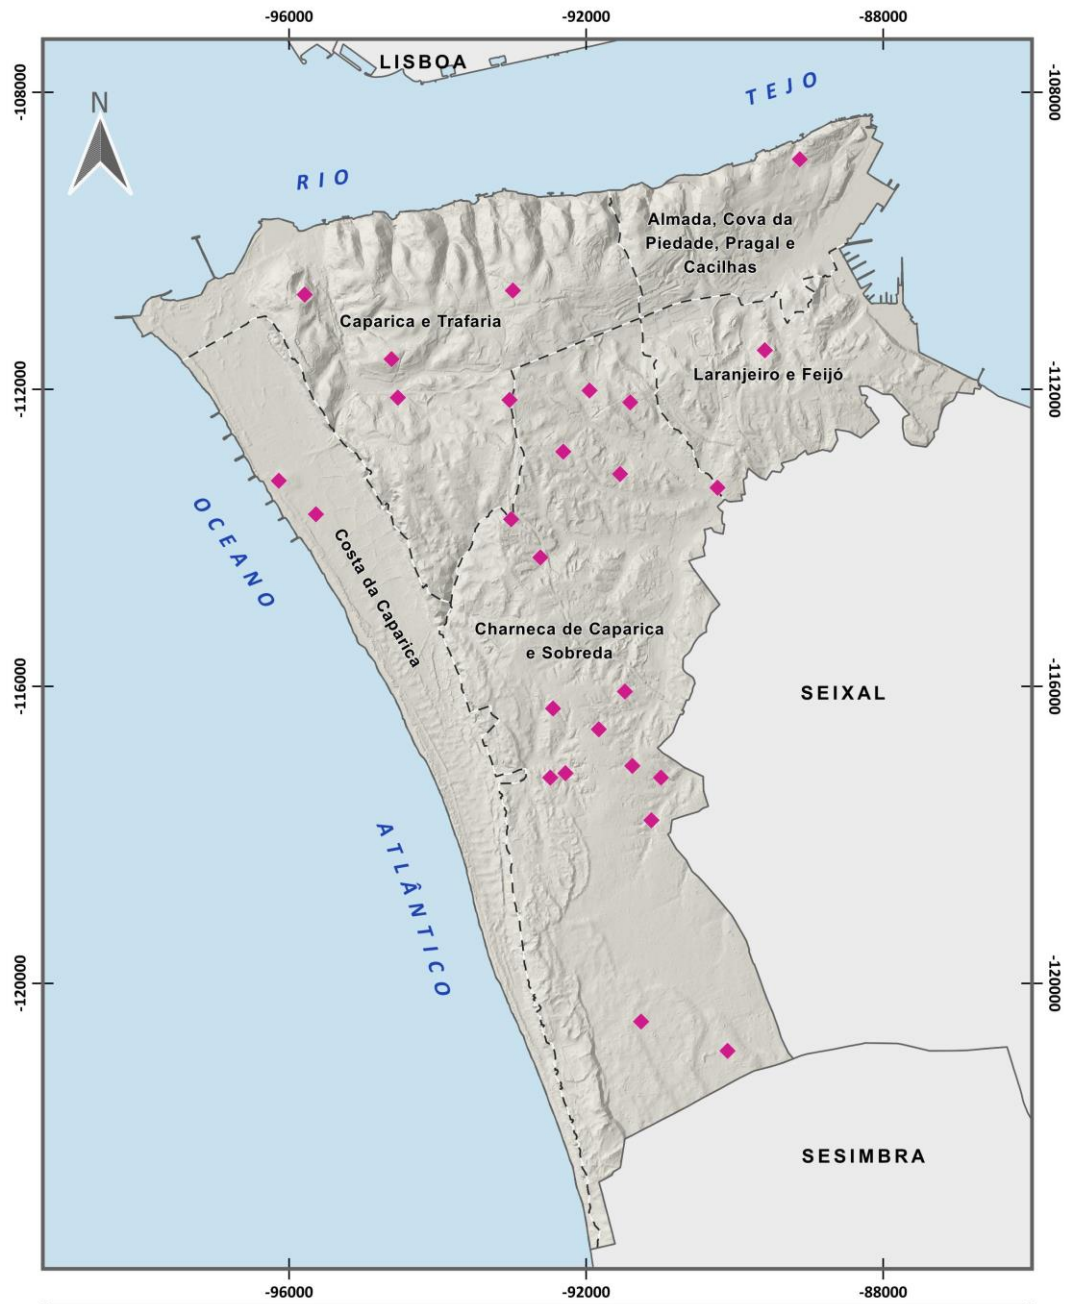 -96000
-92000
-88000
LISBOA
-108000
-108000
TEJO
N
RIO
Almada, Cova da
Piedade, Pragal e
Cacilhas
Caparica e Trafaria
Laranjeiro e Feijó
-112000
-112000
OCEANO
Costa da Caparica
Charneca de Caparica
e Sobreda
-116000
-116000
SEIXAL
ATLÂNTICO
-120000
-120000
SESIMBRA
-96000
-92000
-88000